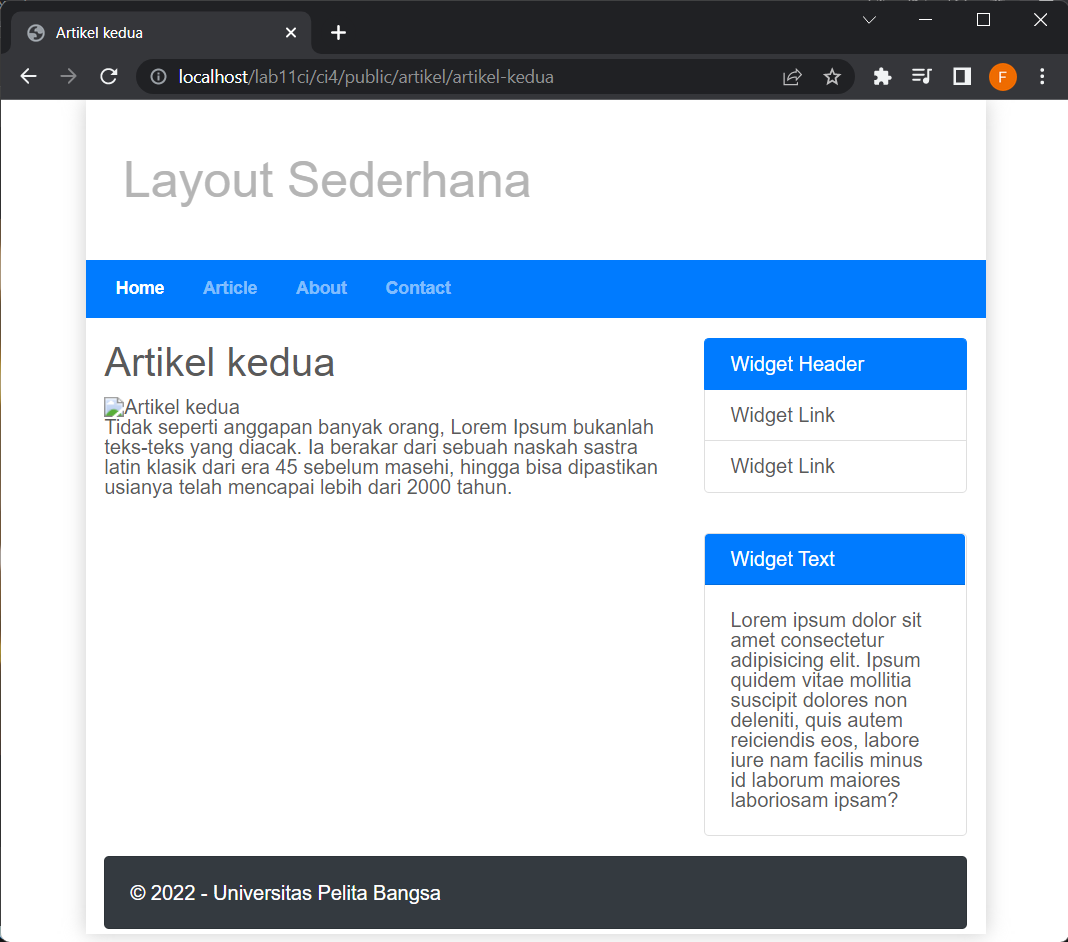 Artikel kedua
localhost/lab11ci/ci4/public/artikel/artikel-kedua
F
Layout Sederhana
Home Article About Contact
Artikel kedua
Artikel kedua
Tidak seperti anggapan banyak orang, Lorem Ipsum bukanlah
teks-teks yang diacak. Ia berakar dari sebuah naskah sastra
latin klasik dari era 45 sebelum masehi, hingga bisa dipastikan
usianya telah mencapai lebih dari 2000 tahun.
Widget Header
Widget Link
Widget Link
Widget Text
Lorem ipsum dolor sit
amet consectetur
adipisicing elit. Ipsum
quidem vitae mollitia
suscipit dolores non
deleniti, quis autem
reiciendis eos, labore
iure nam facilis minus
id laborum maiores
laboriosam ipsam?
© 2022 - Universitas Pelita Bangsa